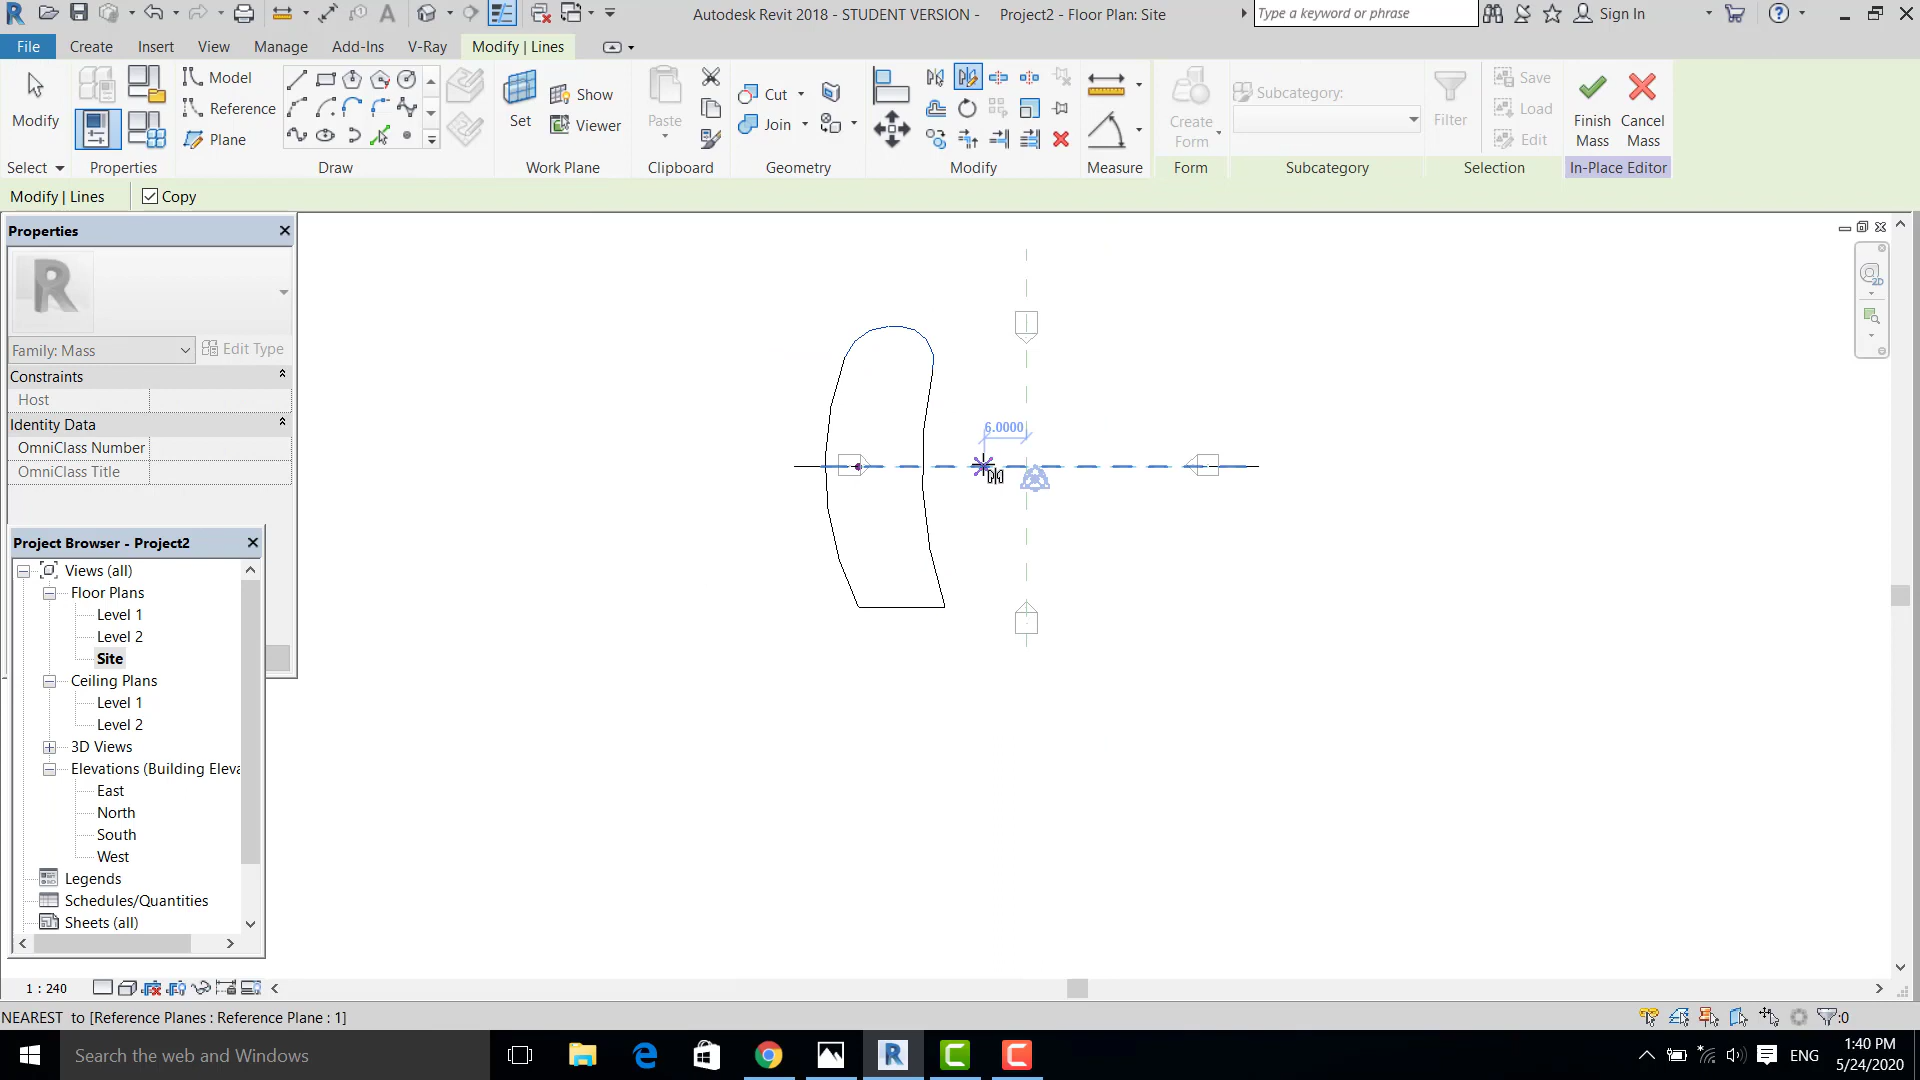 Autodesk Revit 2018 - STUDENT VERSION - Project2 - Floor Plan: Site
Type a keyword or phrase
Sign In
File Create Insert View Manage Add-Ins V-Ray Modify | Lines
Modify
Select
Properties
Model
Reference
Plane
Draw
Set
Show
Viewer
Work Plane
Paste
Clipboard
Cut
Join
Geometry
Modify
Measure
Create
Form
Form
Subcategory:
Subcategory
Filter
Save
Load
Edit
Selection
Finish
Mass
Cancel
Mass
In-Place Editor
Modify | Lines
Copy
Properties
R
Family: Mass
Edit Type
Constraints
Host
Identity Data
OmniClass Number
OmniClass Title
6.0000
2D
Project Browser - Project2
Views (all)
Floor Plans
Level 1
Level 2
Site
Ceiling Plans
Level 1
Level 2
3D Views
Elevations (Building Eleva
East
North
South
West
Legends
Schedules/Quantities
Sheets (all)
1 : 240
NEAREST to [Reference Planes : Reference Plane : 1]
:0
Search the web and Windows
ENG
1:40 PM
5/24/2020